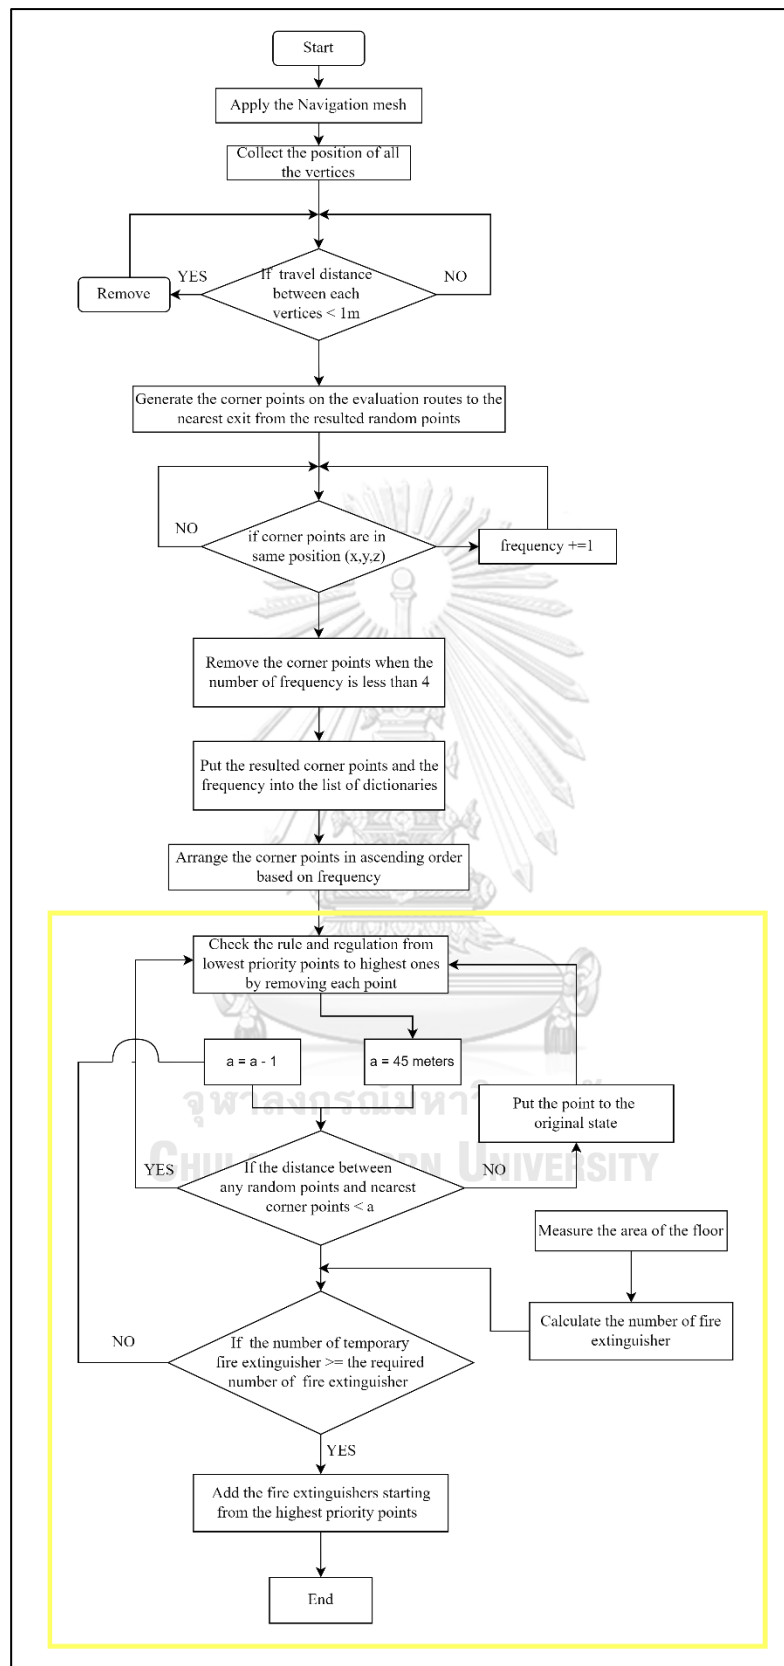 Start
Apply the Navigation mesh
Collect the position of all
the vertices
YES
NO
Remove
If travel distance
between each
vertices < 1m
Generate the corner points on the evaluation routes to the
nearest exit from the resulted random points
NO
if corner points are in
same position (x,y,z)
frequency +=1
Remove the corner points when the
number of frequency is less than 4
Put the resulted corner points and the
frequency into the list of dictionaries
Arrange the corner points in ascending order
based on frequency
Check the rule and regulation from
lowest priority points to highest ones
by removing each point
a = a - 1
a = 45 meters
Put the point to the
original state
YES
NO
If the distance between
any random points and nearest
corner points < a
Measure the area of the floor
Calculate the number of fire
extinguisher
NO
If the number of temporary
fire extinguisher >= the required
number of fire extinguisher
YES
Add the fire extinguishers starting
from the highest priority points
End
UNIVERSITY